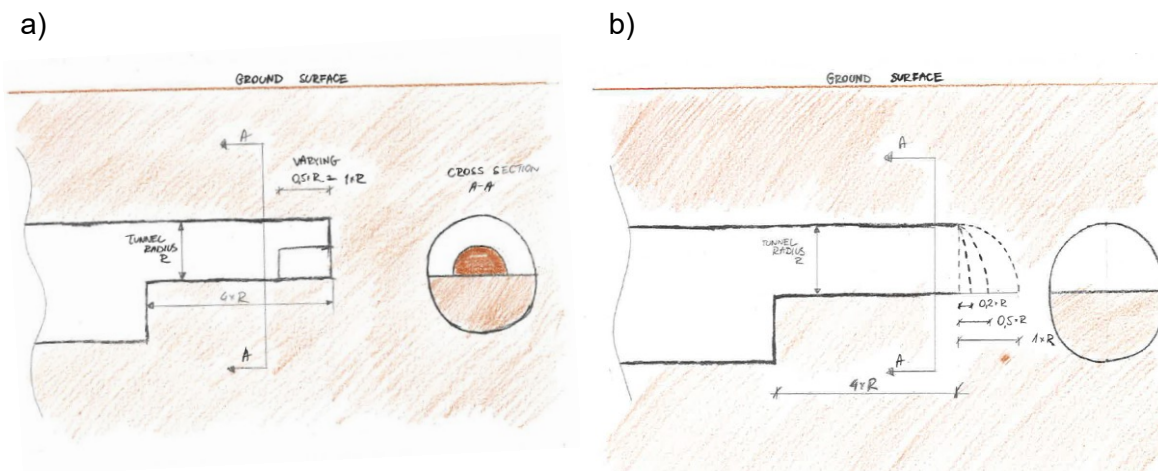 a)
GROUND SURFACE
A
VARYING
0,5×R – 1×R
CROSS SECTION
A-A
TUNNEL
RADIUS
R
4×R
A
b)
GROUND SURFACE
A
TUNNEL
RADIUS
R
0,2×R
0,5×R
1×R
A
4×R